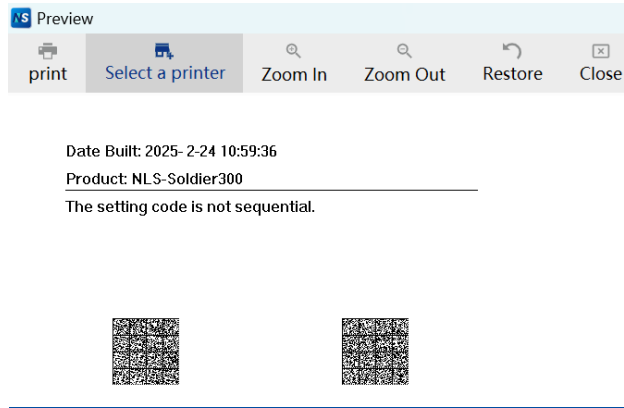 NS Preview
print Select a printer Zoom In Zoom Out Restore Close
Date Built: 2025- 2-24 10:59:36
Product: NLS-Soldier300
The setting code is not sequential.